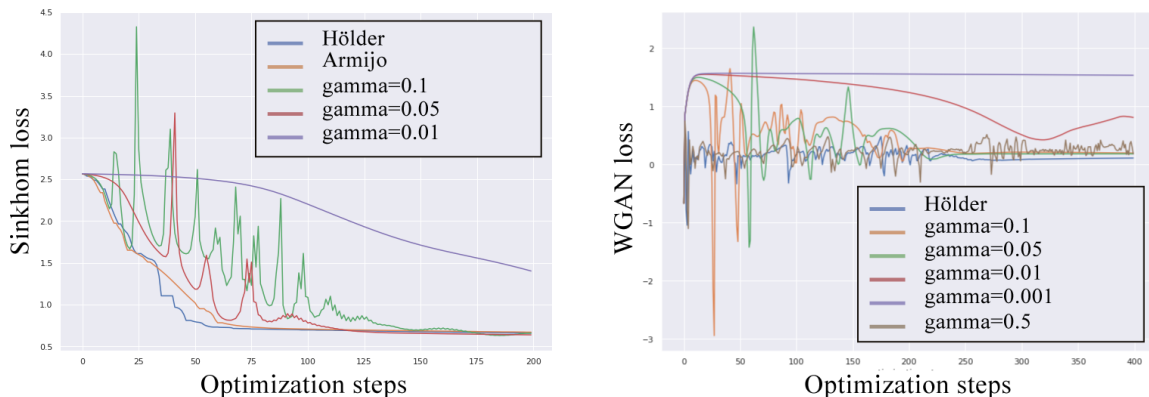 4.5
4.0
3.5
3.0
2.5
2.0
1.5
1.0
0.5
Sinkhom loss
Hölder
Armijo
gamma=0.1
gamma=0.05
gamma=0.01
0 25 50 75 100 125 150 175 200
Optimization steps
2
1
0
−1
−2
−3
WGAN loss
Hölder
gamma=0.1
gamma=0.05
gamma=0.01
gamma=0.001
gamma=0.5
0 50 100 150 200 250 300 350 400
Optimization steps